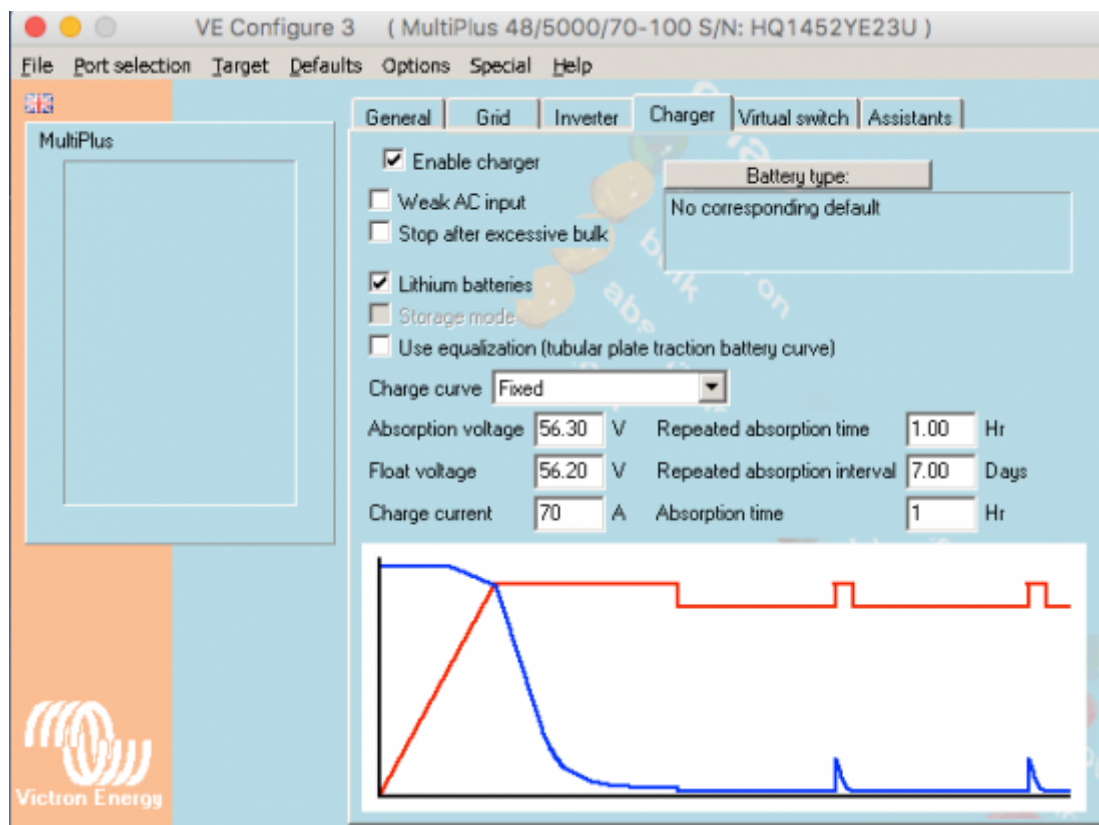 VE Configure 3 ( MultiPlus 48/5000/70-100 S/N: HQ1452YE23U )
File Port selection Target Defaults Options Special Help
MultiPlus
General Grid Inverter Charger Virtual switch Assistants
Enable charger
Battery type:
Weak AC input
No corresponding default
Stop after excessive bulk
bulk
on
Lithium batteries
abs
Storage mode
Use equalization (tubular plate traction battery curve)
Charge curve Fixed
Absorption voltage 56.30 V Repeated absorption time 1.00 Hr
Float voltage 56.20 V Repeated absorption interval 7.00 Days
Charge current 70 A Absorption time 1 Hr
Victron Energy